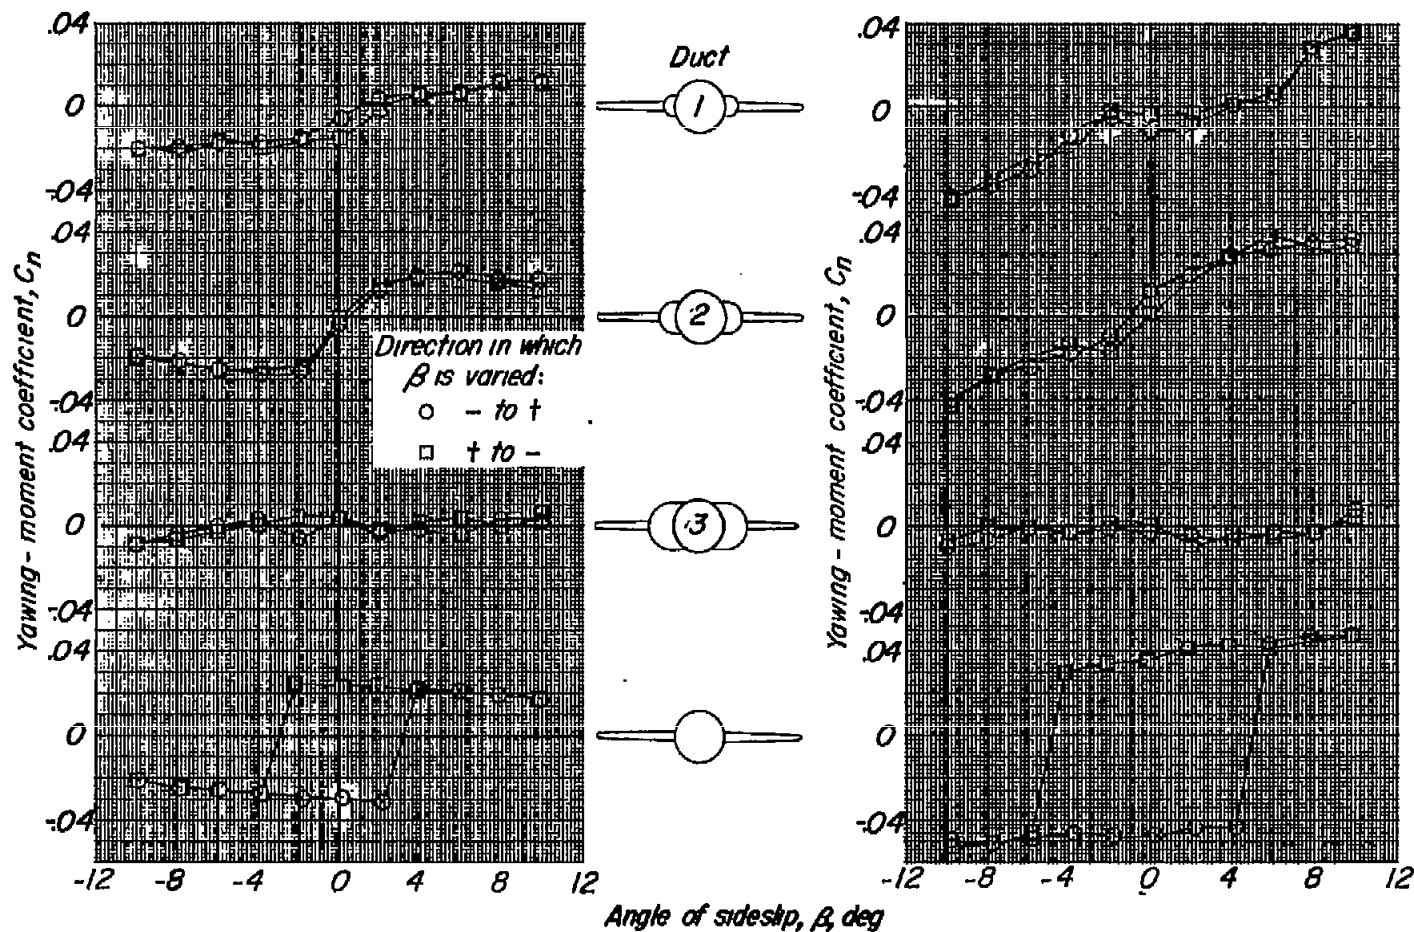 .04
0
-.04
.04
0
-.04
.04
0
-.04
.04
0
-.04
-12 -8 -4 0 4 8 12
Yawing - moment coefficient, Cn
Direction in which
β is varied:
○ - to +
□ + to -
Duct
1
2
3
.04
0
-.04
.04
0
-.04
.04
0
-.04
.04
0
-.04
-12 -8 -4 0 4 8 12
Yawing - moment coefficient, Cn
Angle of sideslip, β, deg